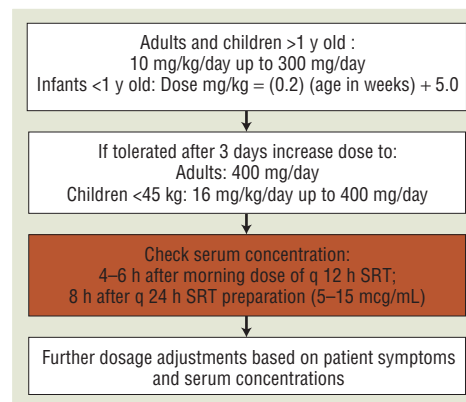 Adults and children >1 y old :
10 mg/kg/day up to 300 mg/day
Infants <1 y old: Dose mg/kg = (0.2) (age in weeks) + 5.0
If tolerated after 3 days increase dose to:
Adults: 400 mg/day
Children <45 kg: 16 mg/kg/day up to 400 mg/day
Check serum concentration:
4–6 h after morning dose of q 12 h SRT;
8 h after q 24 h SRT preparation (5–15 mcg/mL)
Further dosage adjustments based on patient symptoms
and serum concentrations